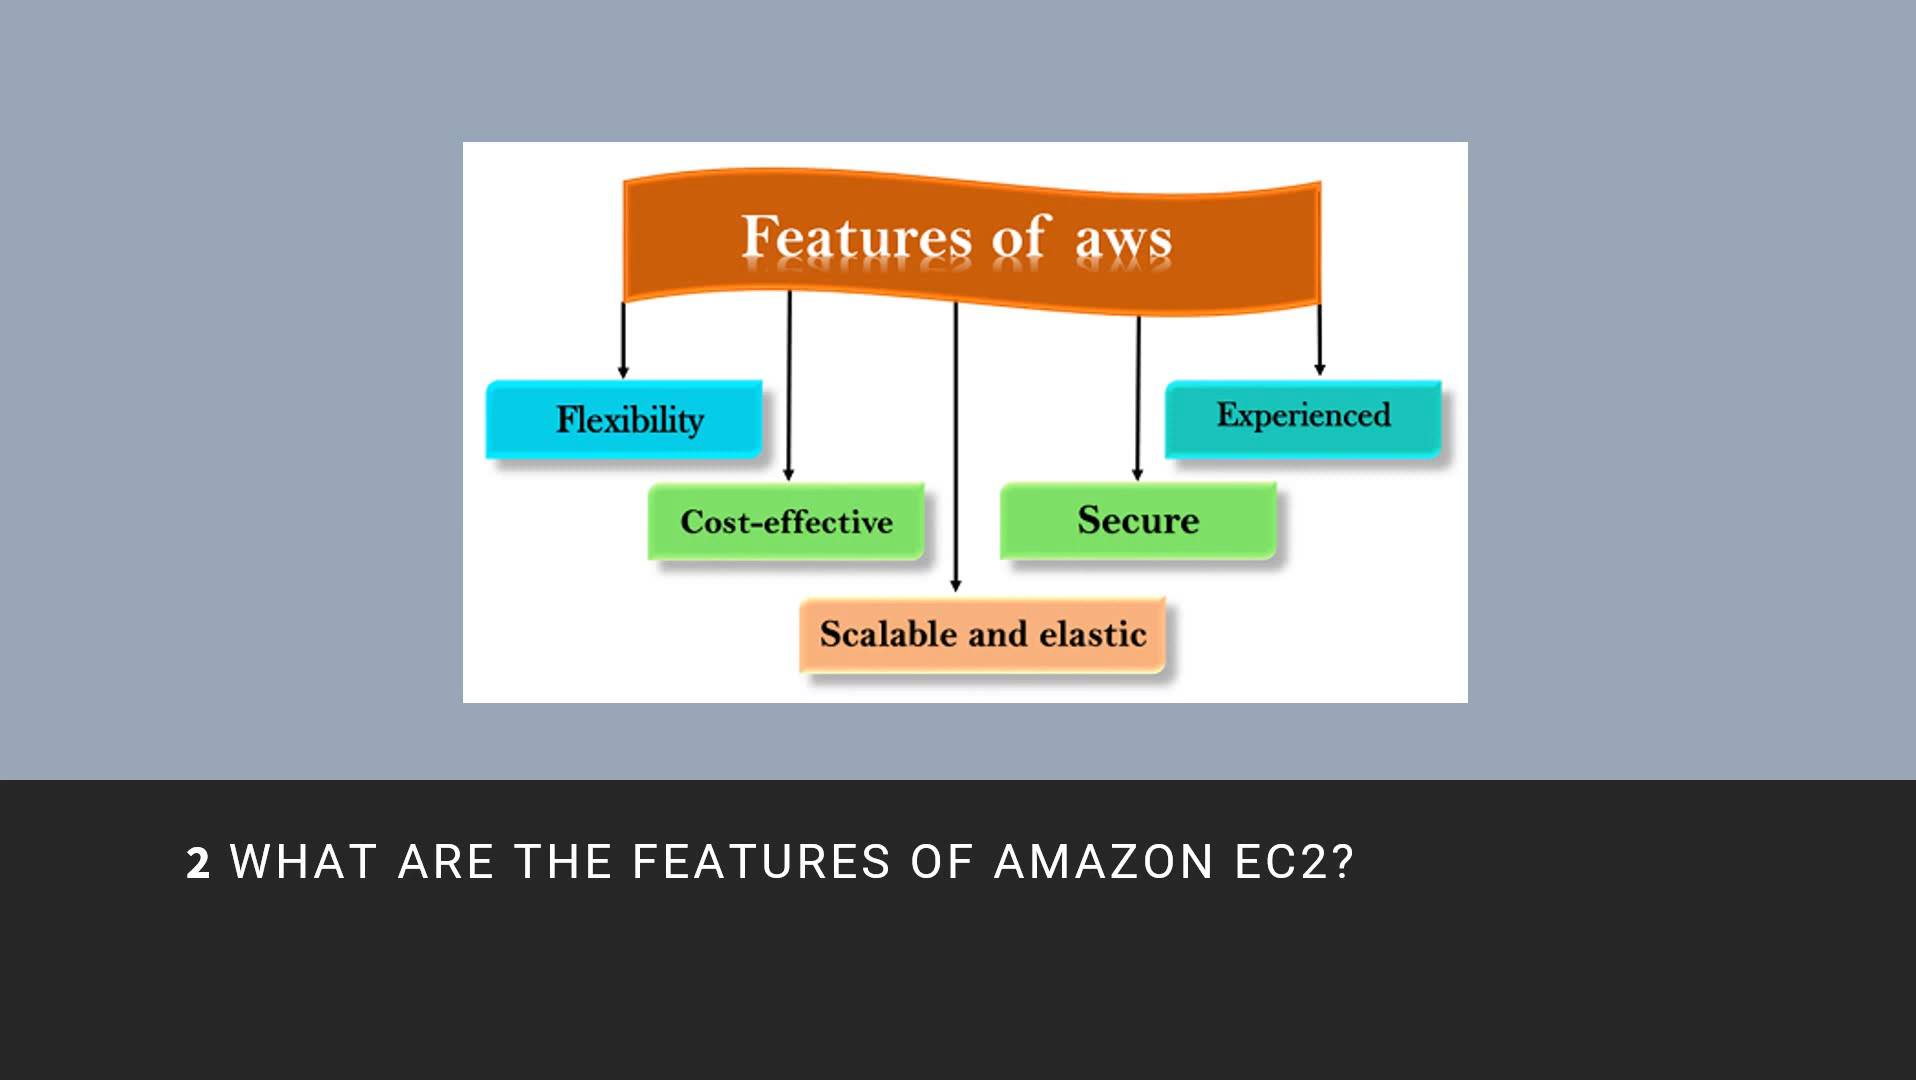 Features of aws
Flexibility
Experienced
Cost-effective
Secure
Scalable and elastic
2 WHAT ARE THE FEATURES OF AMAZON EC2?